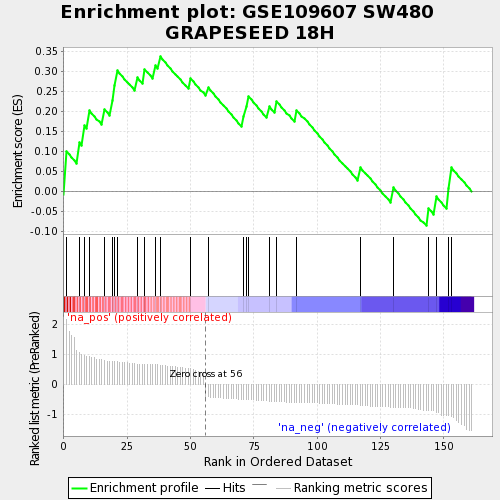 Enrichment plot: GSE109607 SW480
GRAPESEED 18H
Enrichment score (ES)
0.35
0.30
0.25
0.20
0.15
0.10
0.05
0.00
-0.05
-0.10
'na_pos' (positively correlated)
Ranked list metric (PreRanked)
2
1
0
-1
Zero cross at 56
'na_neg' (negatively correlated)
0 25 50 75 100 125 150
Rank in Ordered Dataset
Enrichment profile Hits Ranking metric scores